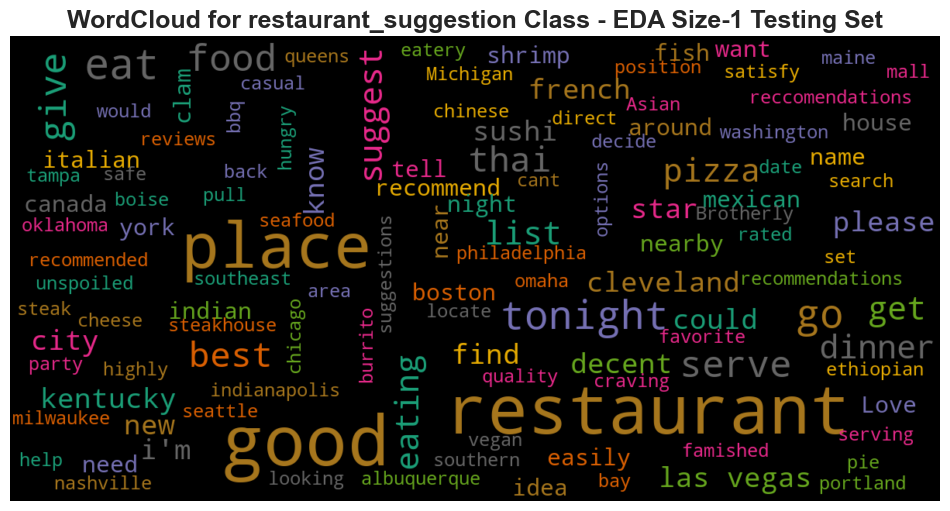 WordCloud for restaurant_suggestion Class - EDA Size-1 Testing Set
give
eat
food
queens
suggest
eatery
shrimp
fish
want
maine
mall
casual
clam
Michigan
french
position
satisfy
reccomendations
would
bbq
hungry
chinese
direct
Asian
reviews
sushi
decide
around
washington
house
italian
know
thai
tell
pizza
name
tampa
safe
back
recommend
cant
options
date
search
canada
boise
pull
night
star
mexican
Brotherly
please
oklahoma
york
seafood
near
list
nearby
rated
place
suggestions
philadelphia
set
recommended
unspoiled
southeast
area
boston
omaha
cleveland
recommendations
steak
cheese
indian
steakhouse
chicago
burrito
locate
tonight
could
go
get
city
favorite
dinner
party
highly
best
find
decent
serve
ethiopian
kentucky
indianapolis
eating
quality
craving
milwaukee
new
seattle
good
restaurant
Love
i'm
vegan
serving
help
need
southern
easily
famished
pie
nashville
looking
albuquerque
idea
bay
las vegas
portland